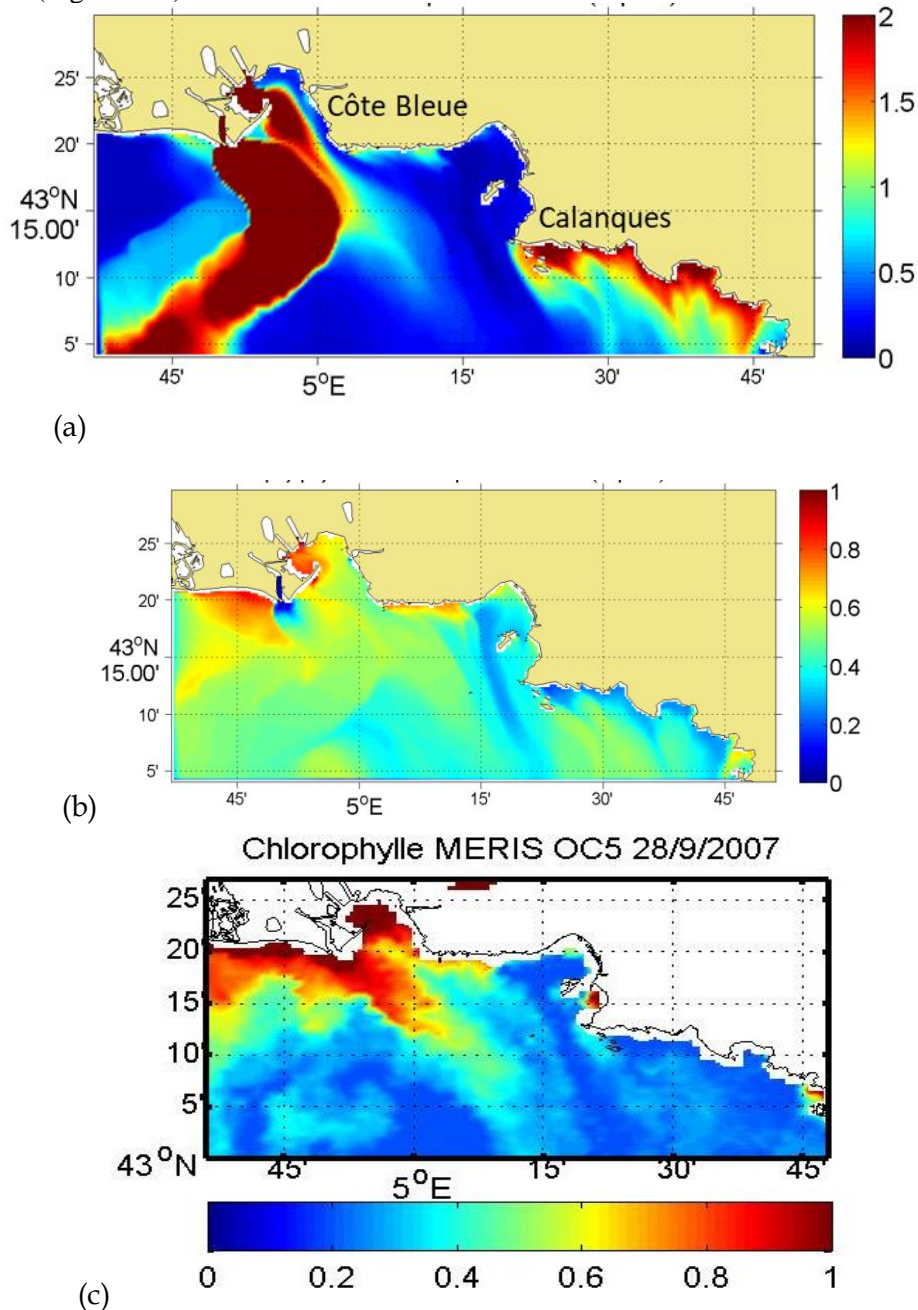 Côte Bleue
Calanques
25'
20'
43°N
15.00'
10'
5'
45'
5°E
15'
30'
45'
2
1.5
1
0.5
0
(a)
25'
20'
43°N
15.00'
10'
5'
45'
5°E
15'
30'
45'
1
0.8
0.6
0.4
0.2
0
(b)
Chlorophylle MERIS OC5 28/9/2007
25'
20'
15'
10'
5'
43°N
45'
5°E
15'
30'
45'
0 0.2 0.4 0.6 0.8 1
(c)